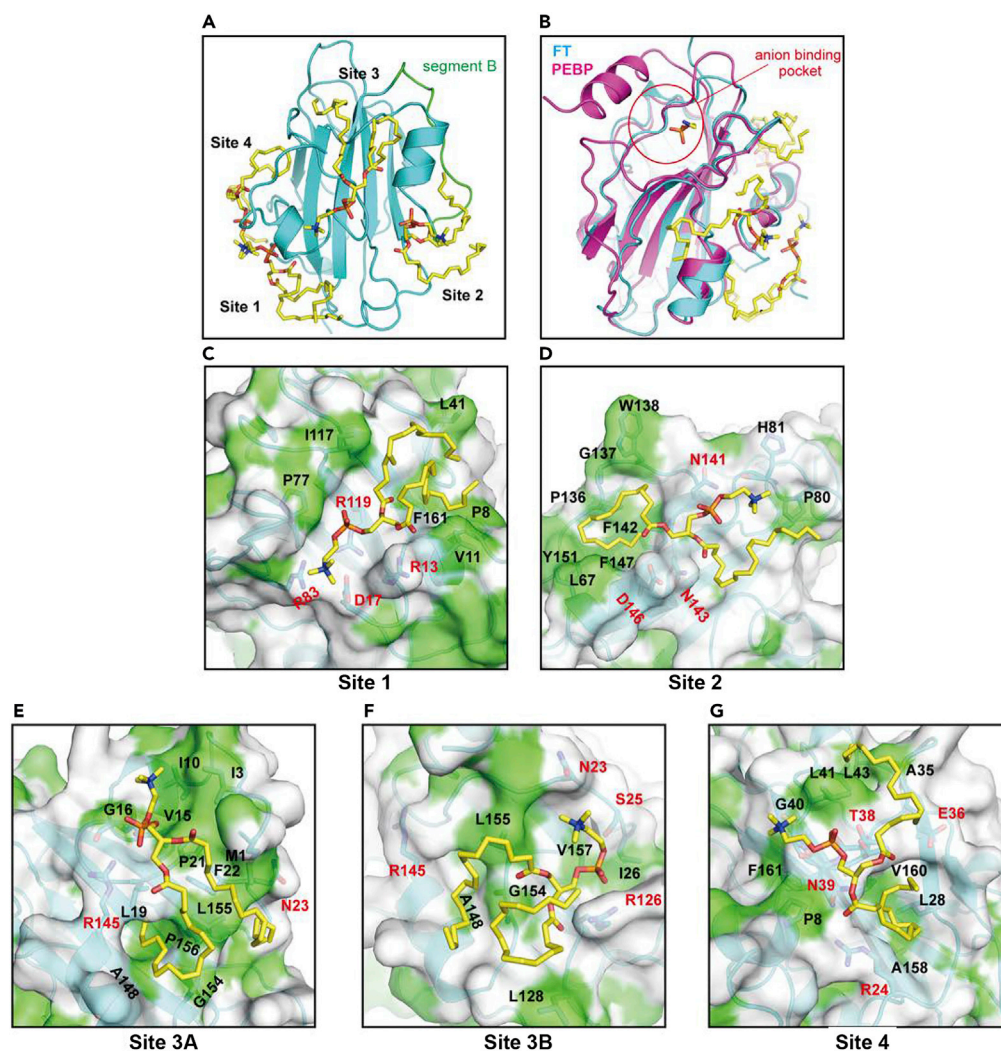 A
Site 3
segment B
Site 4
Site 1
Site 2
B
FT
PEBP
anion binding
pocket
C
L41
I117
P77
R119
F161
P8
V11
R13
R83
D17
Site 1
D
W138
H81
G137
N141
P136
P80
F142
Y151
F147
L67
D146
N143
Site 2
E
I10
I3
G16
V15
M1
P21
F22
N23
L19
L155
R145
P156
A148
G154
Site 3A
F
N23
S25
L155
V157
R145
I26
G154
A148
R126
L128
Site 3B
G
L41
L43
A35
G40
T38
E36
F161
V160
N39
L28
P8
A158
R24
Site 4